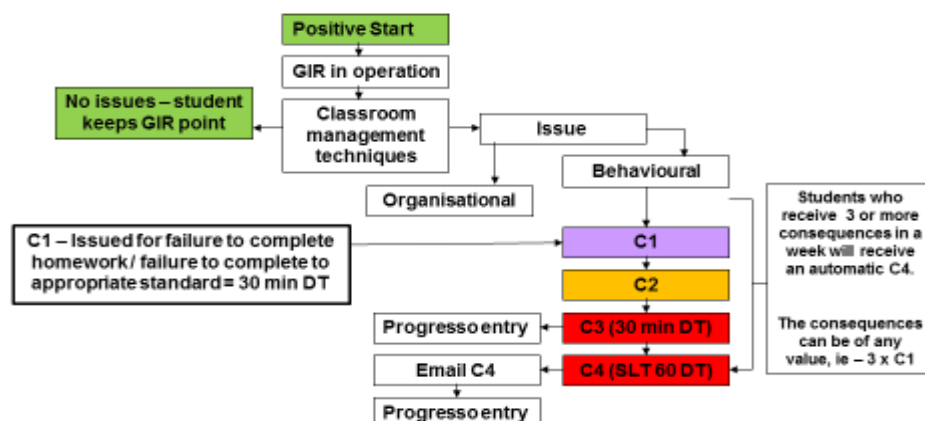 Positive Start
GIR in operation
No issues – student
keeps GIR point
Classroom
management
techniques
Issue
Behavioural
Organisational
Students who
receive 3 or more
consequences in a
week will receive
an automatic C4.
The consequences
can be of any
value, ie – 3 x C1
C1 – Issued for failure to complete
homework / failure to complete to
appropriate standard = 30 min DT
C1
C2
Progresso entry
C3 (30 min DT)
Email C4
C4 (SLT 60 DT)
Progresso entry